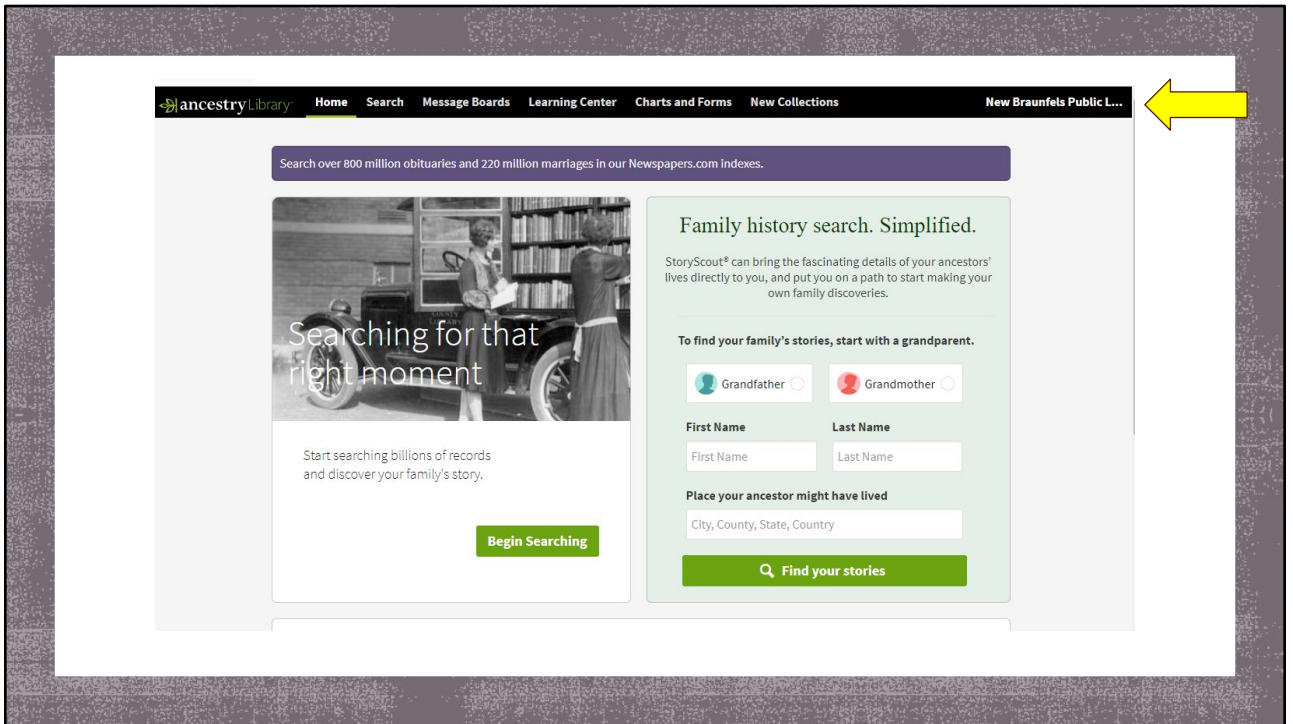 ancestryLibrary Home Search Message Boards Learning Center Charts and Forms New Collections New Braunfels Public L...
Search over 800 million obituaries and 220 million marriages in our Newspapers.com indexes.
COUNTY
LIBRARY
Searching for that
right moment
Start searching billions of records
and discover your family's story.
Begin Searching
Family history search. Simplified.
StoryScout® can bring the fascinating details of your ancestors'
lives directly to you, and put you on a path to start making your
own family discoveries.
To find your family's stories, start with a grandparent.
Grandfather Grandmother
First Name Last Name
First Name Last Name
Place your ancestor might have lived
City, County, State, Country
Find your stories